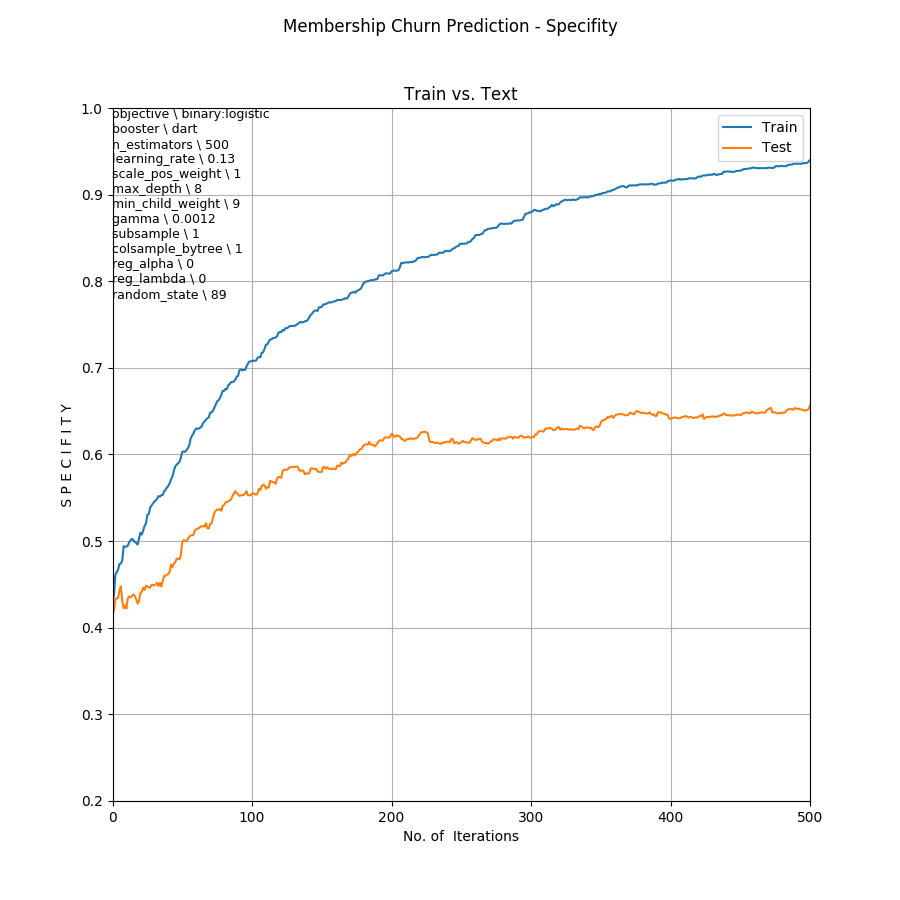 Membership Churn Prediction - Specifity
Train vs. Text
1.0
0.9
0.8
0.7
0.6
0.5
0.4
0.3
0.2
SPECIFITY
objective \ binary:logistic
booster \ dart
n_estimators \ 500
learning_rate \ 0.13
scale_pos_weight \ 1
max_depth \ 8
min_child_weight \ 9
gamma \ 0.0012
subsample \ 1
colsample_bytree \ 1
reg_alpha \ 0
reg_lambda \ 0
random_state \ 89
Train
Test
0 100 200 300 400 500
No. of  Iterations